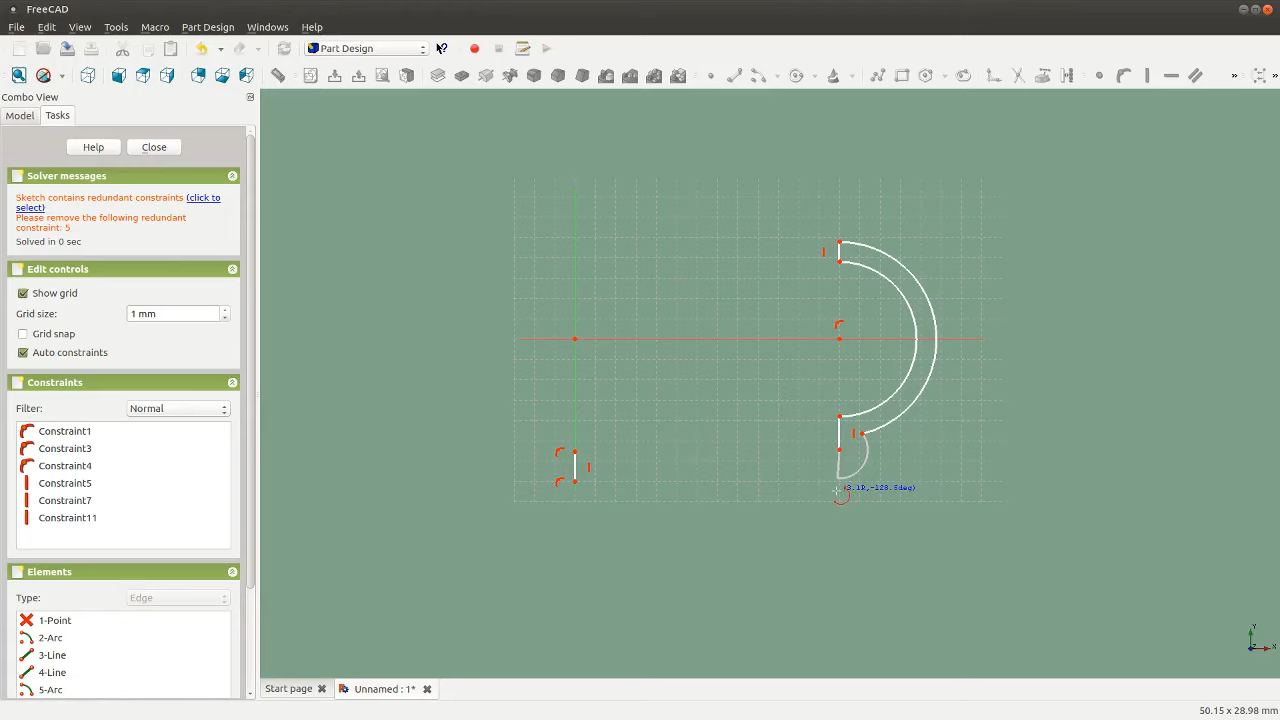 FreeCAD
File Edit View Tools Macro Part Design Windows Help
Part Design
Combo View
Model Tasks
Help Close
Solver messages
Sketch contains redundant constraints (click to
select)
Please remove the following redundant
constraint: 5
Solved in 0 sec
Edit controls
Show grid
Grid size: 1 mm
Grid snap
Auto constraints
Constraints
Filter: Normal
Constraint1
Constraint3
Constraint4
Constraint5
Constraint7
Constraint11
Elements
Type: Edge
1-Point
2-Arc
3-Line
4-Line
5-Arc
(3.1R,-128.5deg)
Y
Z
X
Start page Unnamed : 1*
50.15 x 28.98 mm